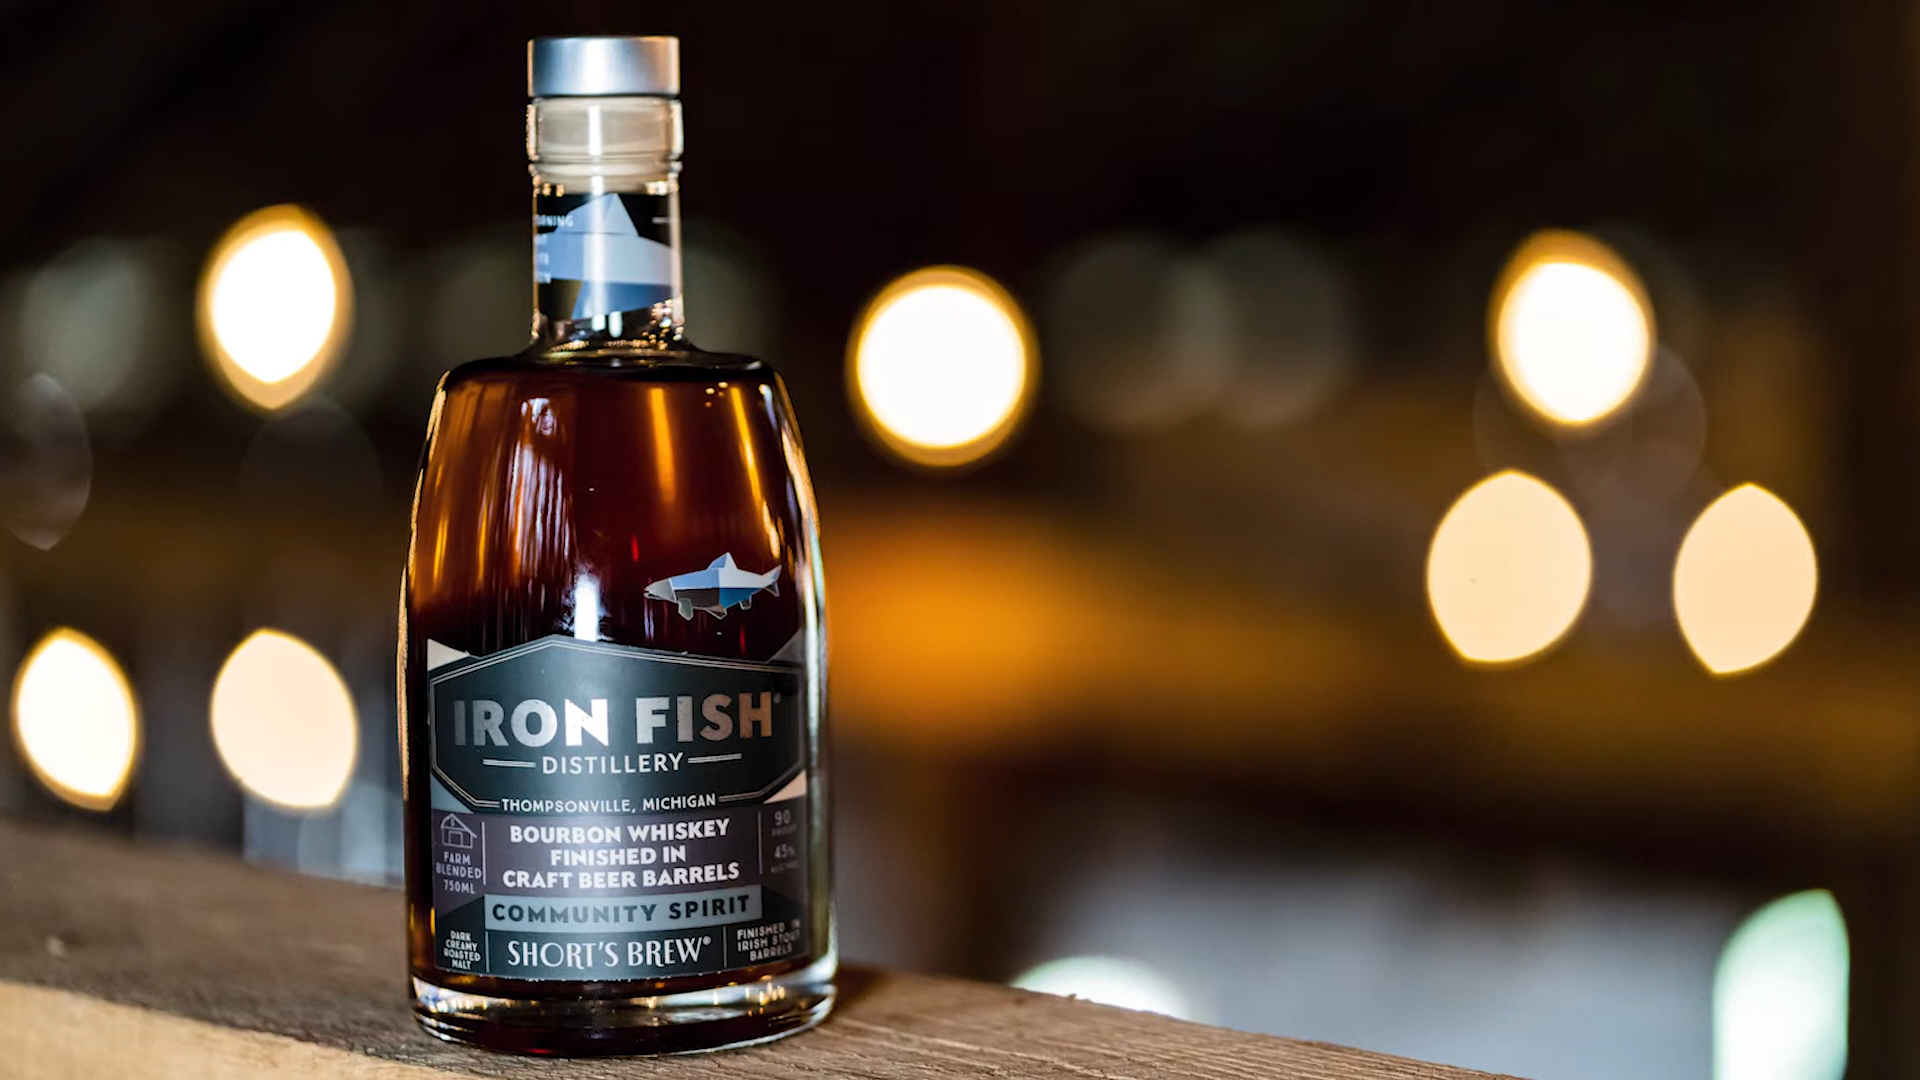 IRON FISH®
DISTILLERY
THOMPSONVILLE, MICHIGAN
BOURBON WHISKEY
FINISHED IN
CRAFT BEER BARRELS
FARM
BLENDED
750ML
90
PROOF
45%
COMMUNITY SPIRIT
DARK
CREAMY
ROASTED
MALT
SHORT'S BREW®
FINISHED IN
IRISH STOUT
BARRELS